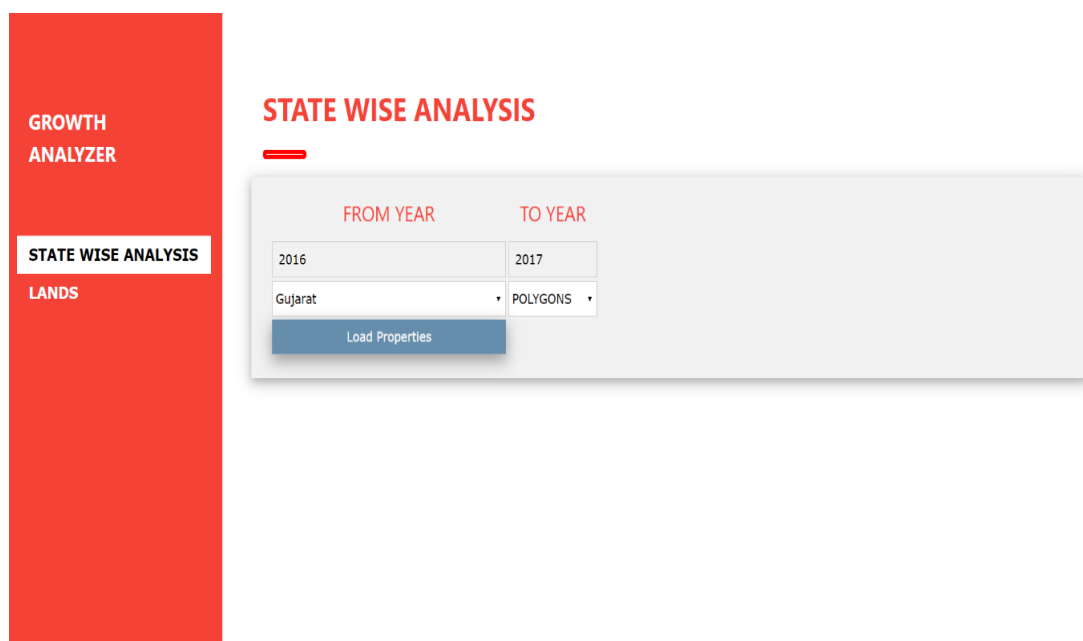 GROWTH
ANALYZER
STATE WISE ANALYSIS
LANDS
STATE WISE ANALYSIS
FROM YEAR TO YEAR
2016 2017
Gujarat POLYGONS
Load Properties